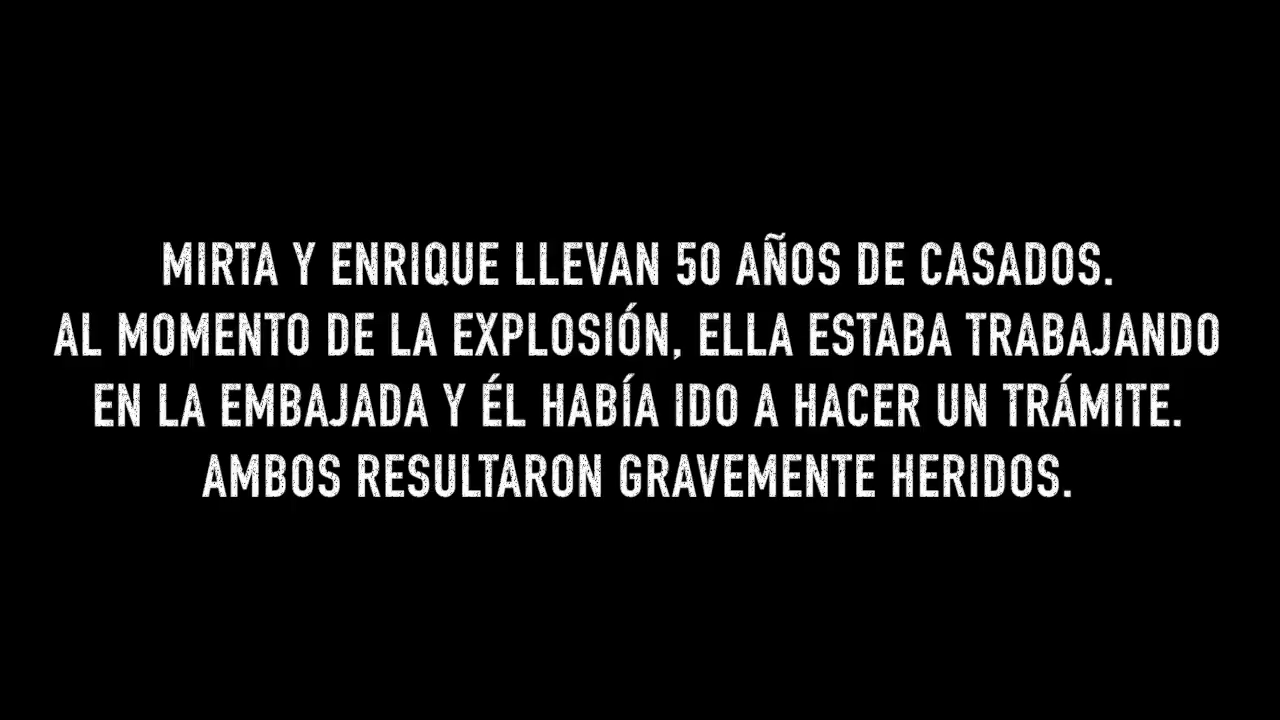 MIRTA Y ENRIQUE LLEVAN 50 AÑOS DE CASADOS.
AL MOMENTO DE LA EXPLOSIÓN, ELLA ESTABA TRABAJANDO
EN LA EMBAJADA Y ÉL HABÍA IDO A HACER UN TRÁMITE.
AMBOS RESULTARON GRAVEMENTE HERIDOS.